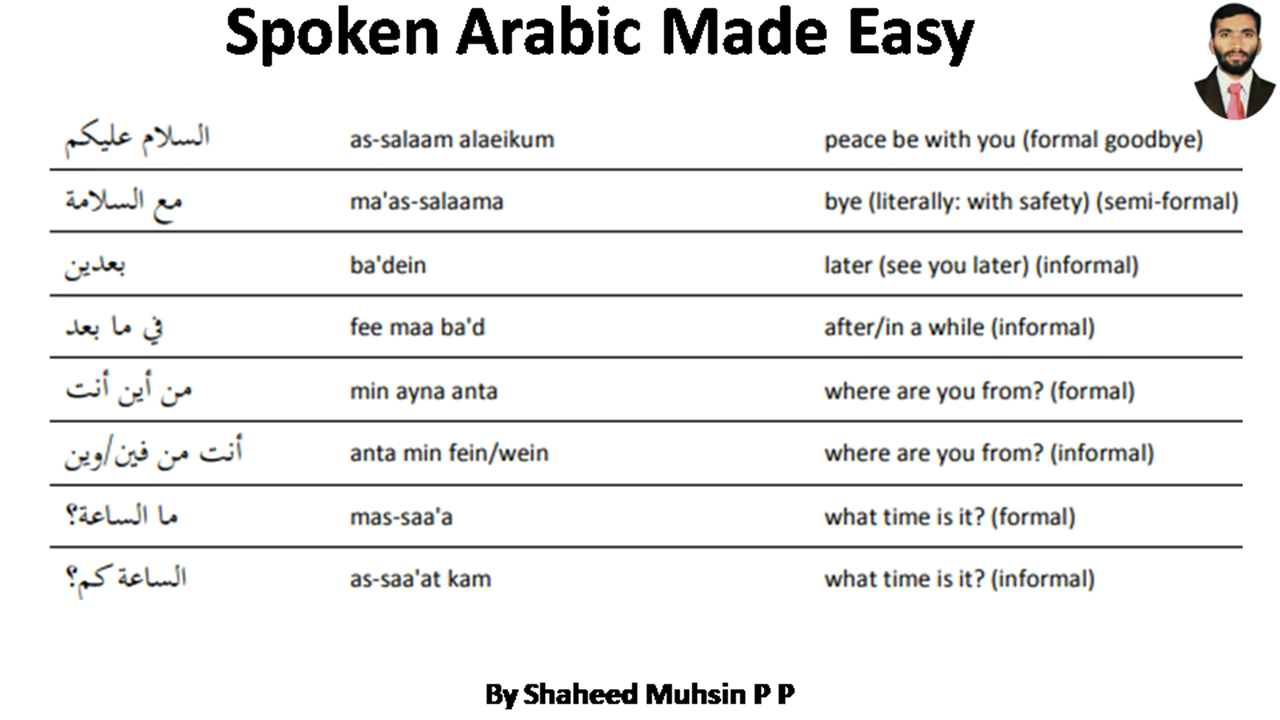 Spoken Arabic Made Easy
السلام عليكم as-salaam alaeikum peace be with you (formal goodbye)
مع السلامة ma'as-salaama bye (literally: with safety) (semi-formal)
بعدين ba'dein later (see you later) (informal)
في ما بعد fee maa ba'd after/in a while (informal)
من أين أنت min ayna anta where are you from? (formal)
أنت من فين/وين anta min fein/wein where are you from? (informal)
ما الساعة؟ mas-saa'a what time is it? (formal)
الساعة كم؟ as-saa'at kam what time is it? (informal)
By Shaheed Muhsin P P